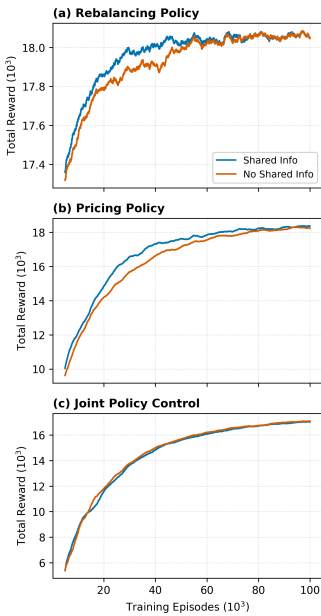 (a) Rebalancing Policy
18.0
17.8
17.6
17.4
Total Reward (10³)
Shared Info
No Shared Info
(b) Pricing Policy
18
16
14
12
10
Total Reward (10³)
(c) Joint Policy Control
16
14
12
10
8
6
Total Reward (10³)
20 40 60 80 100
Training Episodes (10³)